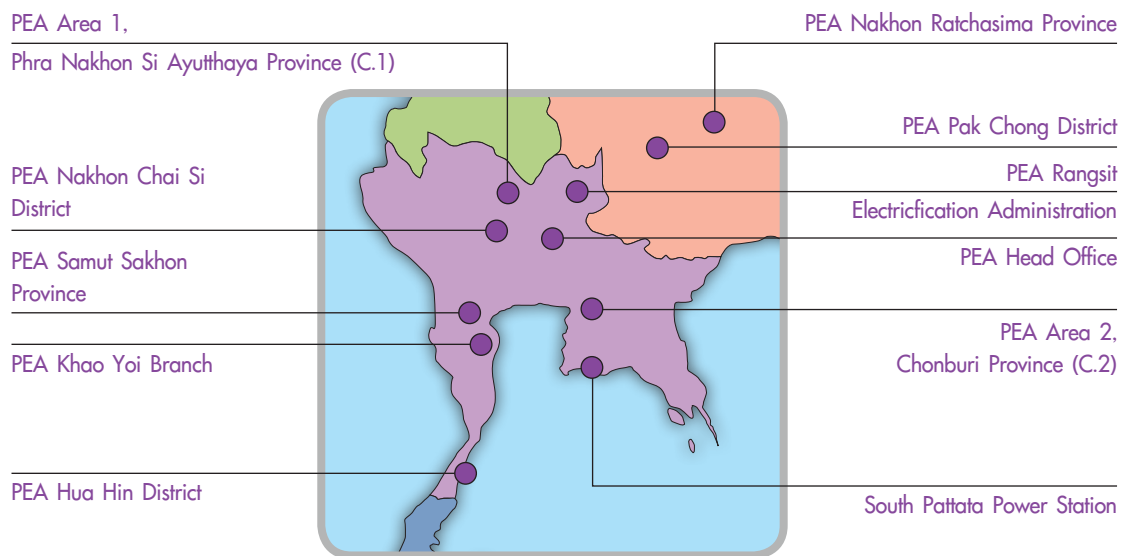 PEA Area 1,
Phra Nakhon Si Ayutthaya Province (C.1)
PEA Nakhon Chai Si
District
PEA Samut Sakhon
Province
PEA Khao Yoi Branch
PEA Hua Hin District
PEA Nakhon Ratchasima Province
PEA Pak Chong District
PEA Rangsit
Electricfication Administration
PEA Head Office
PEA Area 2,
Chonburi Province (C.2)
South Pattata Power Station